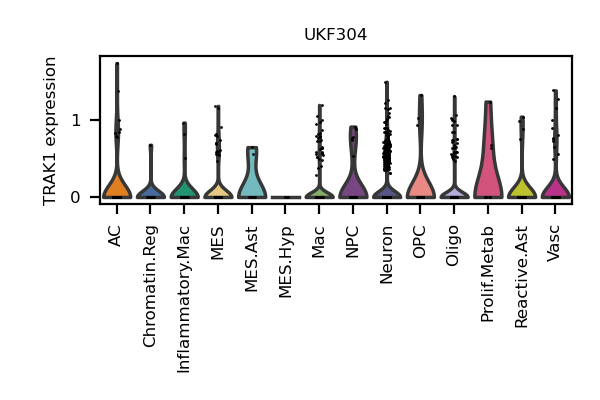 UKF304
TRAK1 expression
1
0
AC
Chromatin.Reg
Inflammatory.Mac
MES
MES.Ast
MES.Hyp
Mac
NPC
Neuron
OPC
Oligo
Prolif.Metab
Reactive.Ast
Vasc